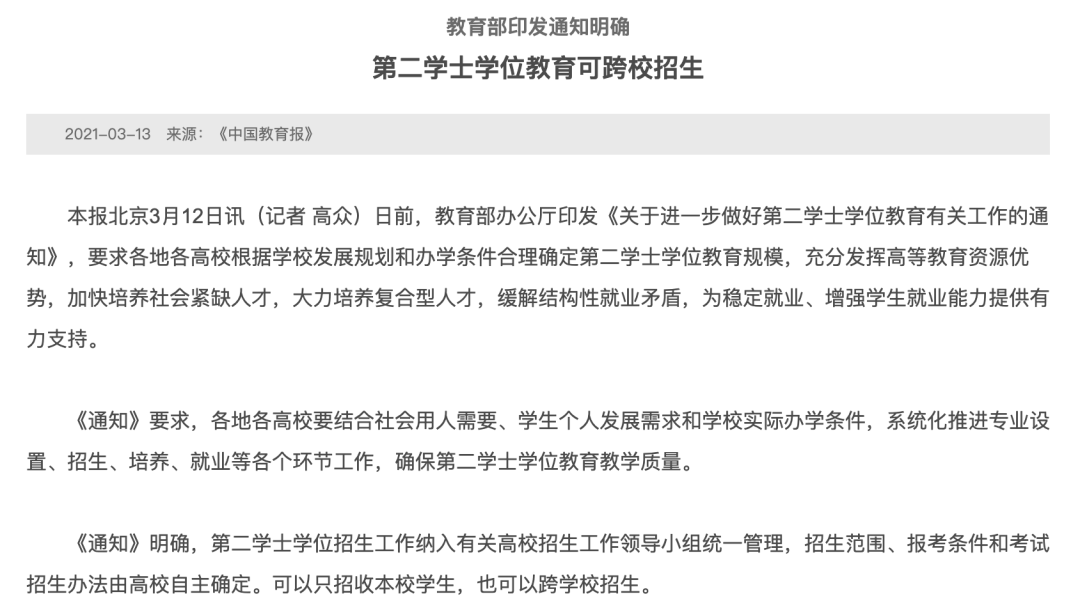 教育部印发通知明确
第二学士学位教育可跨校招生
2021-03-13 来源：《中国教育报》
本报北京3月12日讯（记者 高众）日前，教育部办公厅印发《关于进一步做好第二学士学位教育有关工作的通
知》，要求各地各高校根据学校发展规划和办学条件合理确定第二学士学位教育规模，充分发挥高等教育资源优
势，加快培养社会紧缺人才，大力培养复合型人才，缓解结构性就业矛盾，为稳定就业、增强学生就业能力提供有
力支持。
《通知》要求，各地各高校要结合社会用人需要、学生个人发展需求和学校实际办学条件，系统化推进专业设
置、招生、培养、就业等各个环节工作，确保第二学士学位教育教学质量。
《通知》明确，第二学士学位招生工作纳入有关高校招生工作领导小组统一管理，招生范围、报考条件和考试
招生办法由高校自主确定。可以只招收本校学生，也可以跨学校招生。